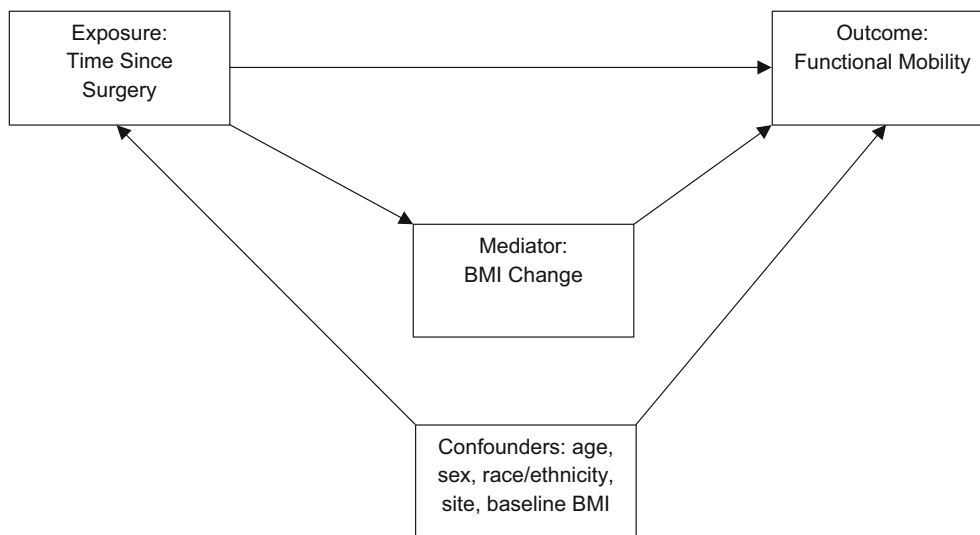 Exposure:
Time Since
Surgery
Outcome:
Functional Mobility
Mediator:
BMI Change
Confounders: age,
sex, race/ethnicity,
site, baseline BMI